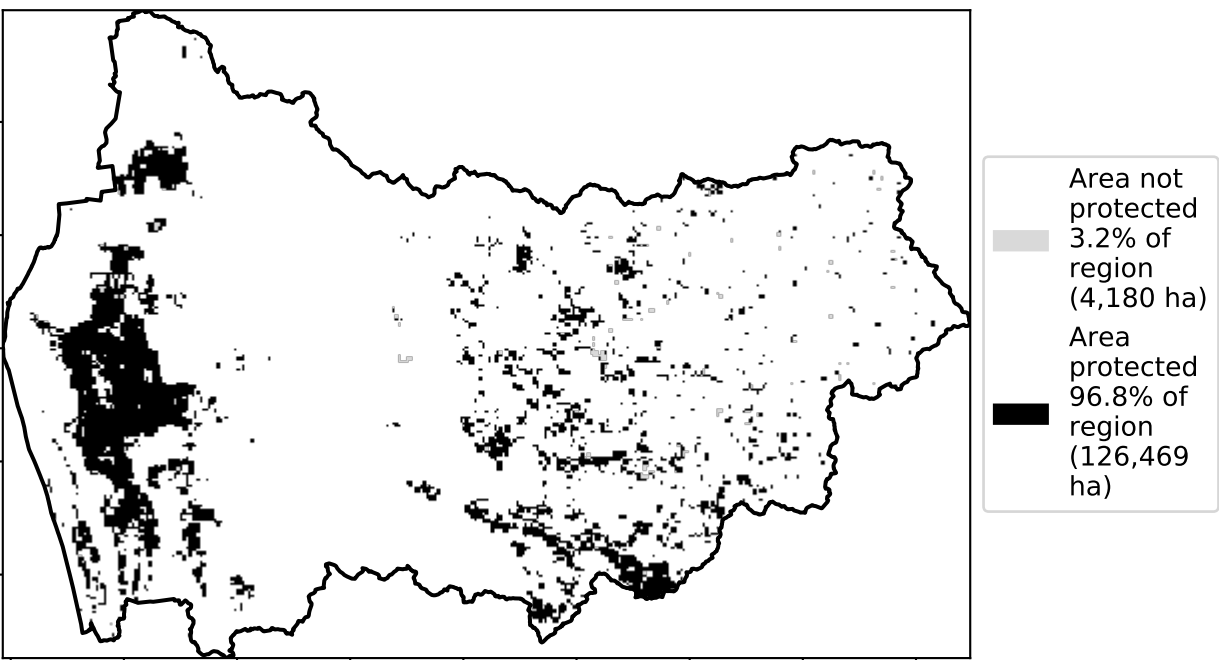 Area not
protected
3.2% of
region
(4,180 ha)
Area
protected
96.8% of
region
(126,469
ha)